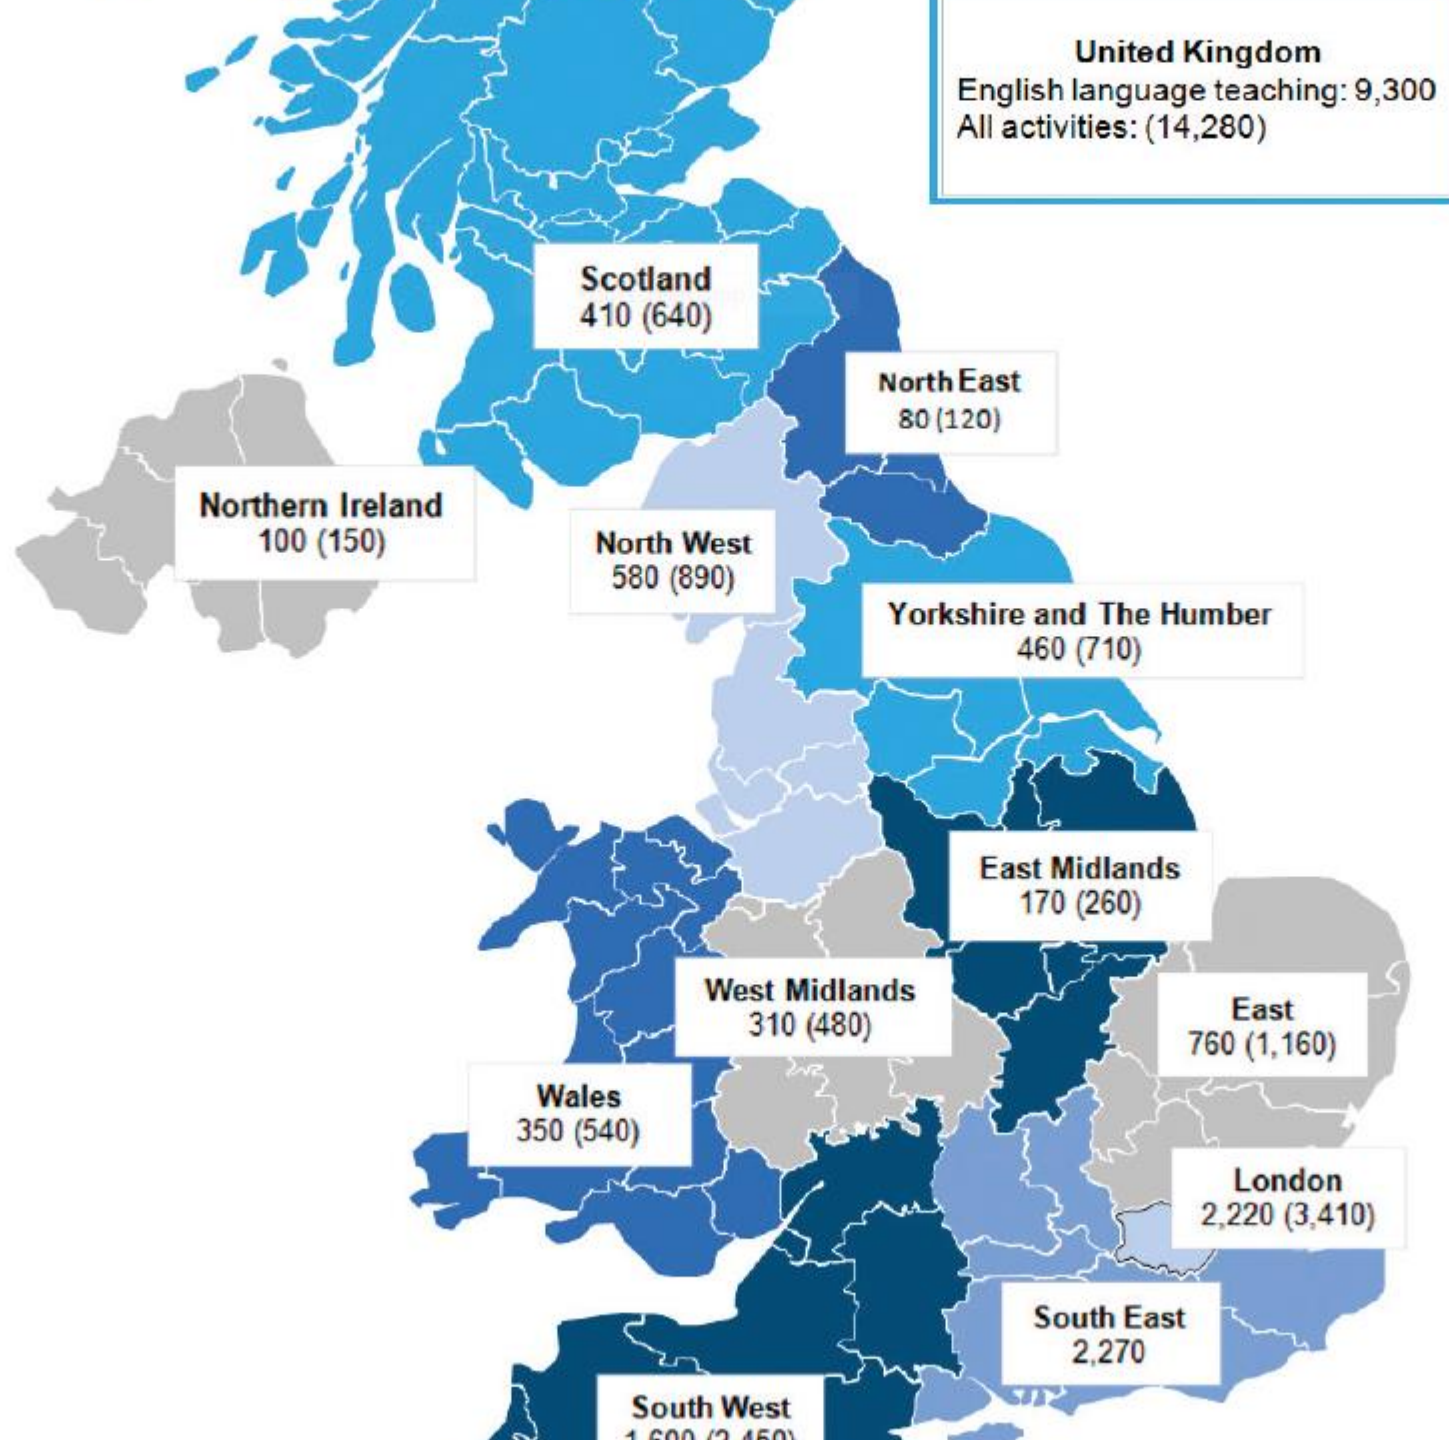 United Kingdom
English language teaching: 9,300
All activities: (14,280)
Scotland
410 (640)
North East
80 (120)
Northern Ireland
100 (150)
North West
580 (890)
Yorkshire and The Humber
460 (710)
East Midlands
170 (260)
West Midlands
310 (480)
East
760 (1,160)
Wales
350 (540)
London
2,220 (3,410)
South East
2,270
South West